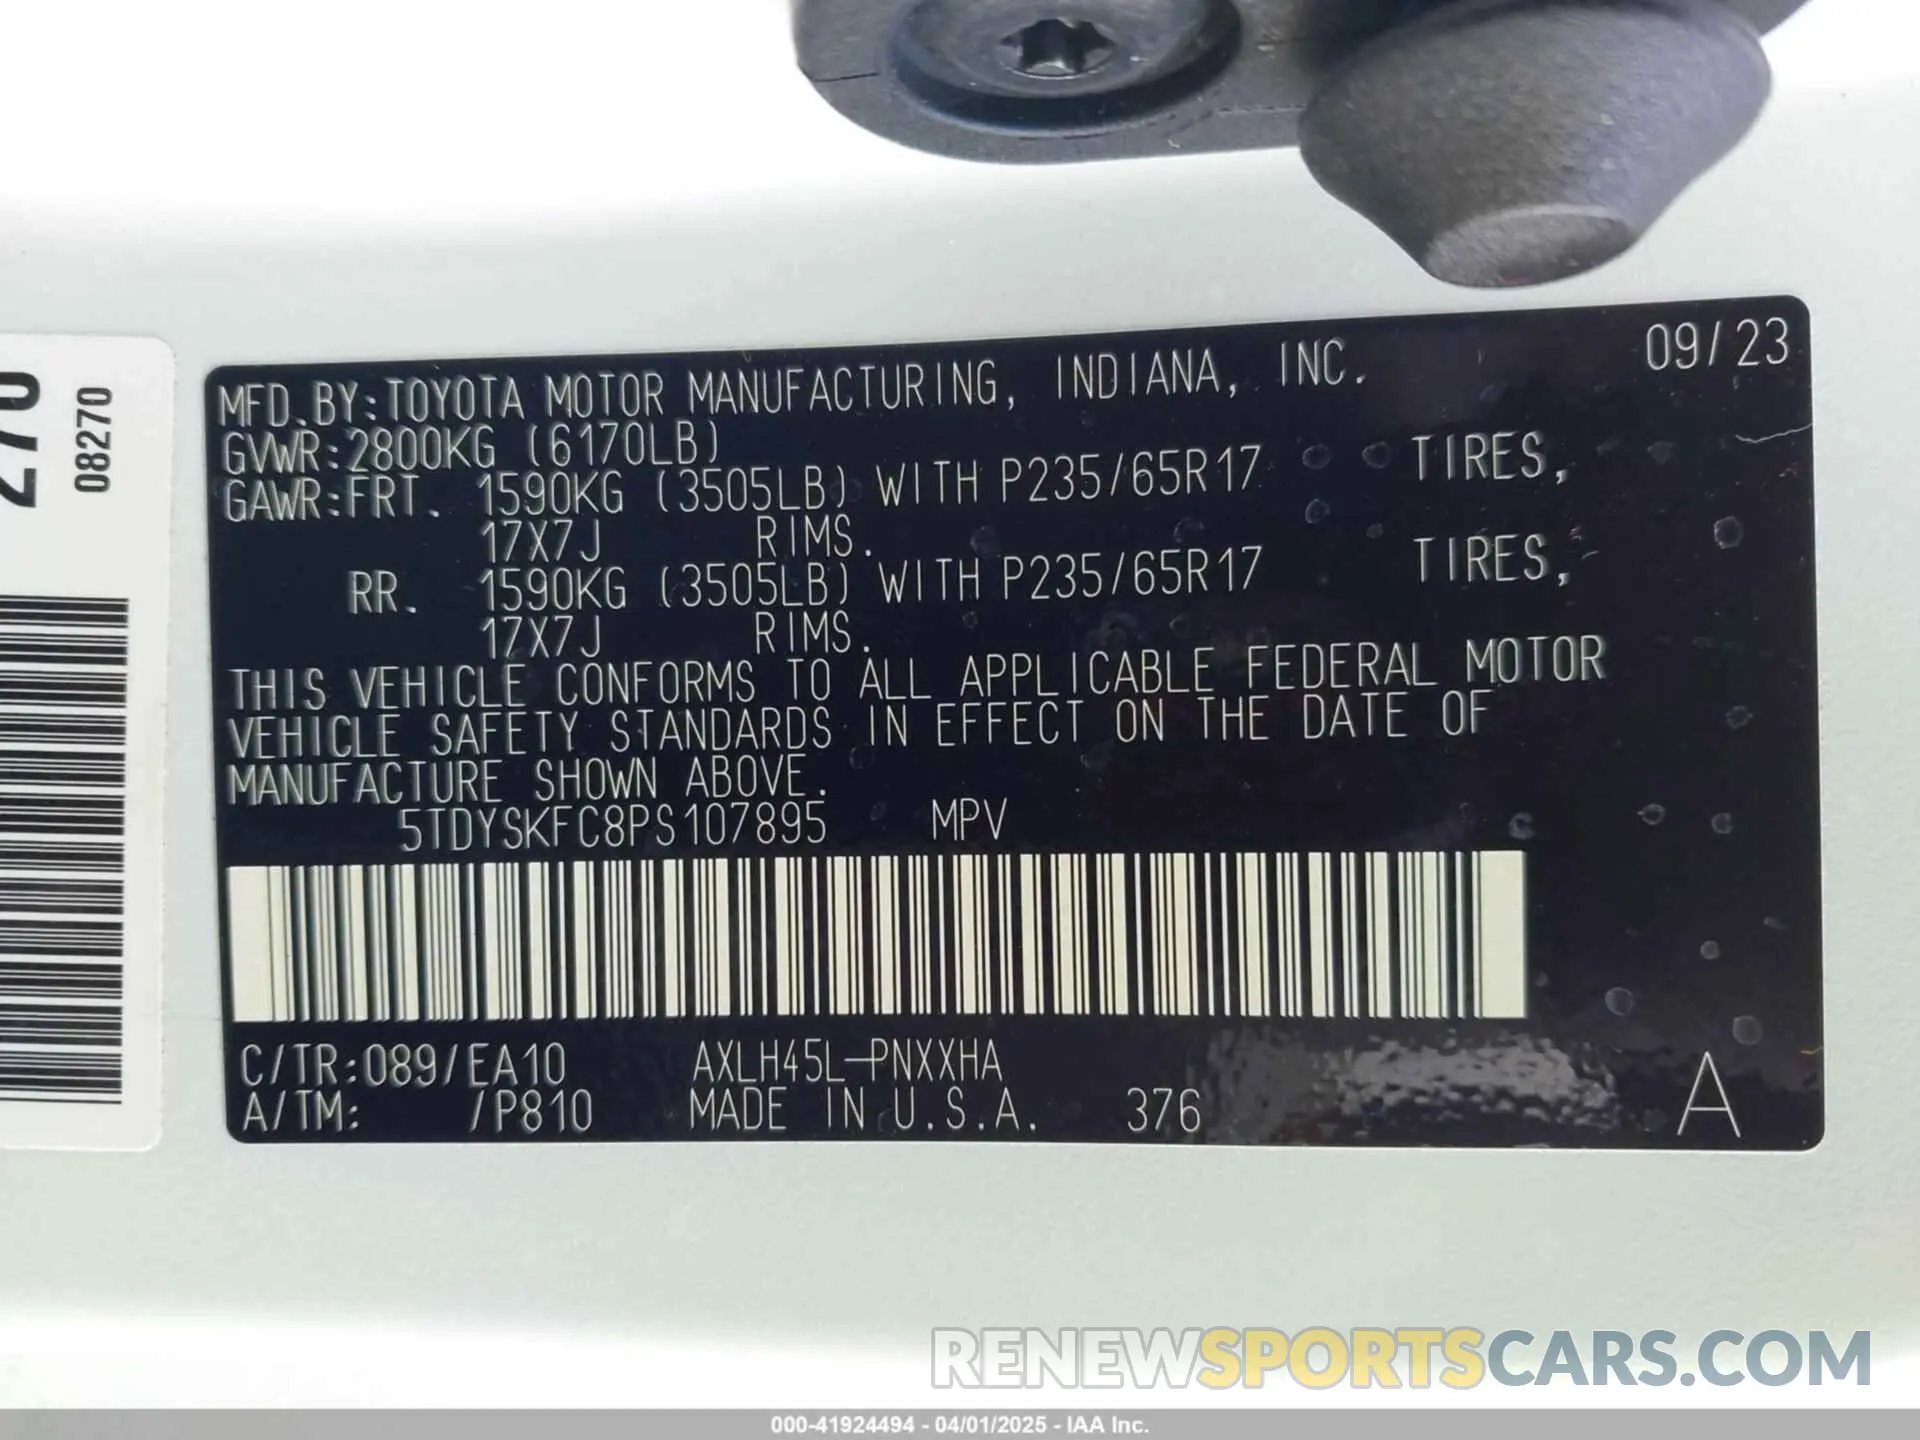 MFD.BY:TOYOTA MOTOR MANUFACTURING, INDIANA, INC. 09/23
GVWR:2800KG (6170LB)
GAWR:FRT. 1590KG (3505LB) WITH P235/65R17 TIRES,
17X7J RIMS.
RR. 1590KG (3505LB) WITH P235/65R17 TIRES,
17X7J RIMS.
THIS VEHICLE CONFORMS TO ALL APPLICABLE FEDERAL MOTOR
VEHICLE SAFETY STANDARDS IN EFFECT ON THE DATE OF
MANUFACTURE SHOWN ABOVE.
5TDYSKFC8PS107895 MPV
C/TR:089/EA10 AXLH45L-PNXXHA
A/TM: /P810 MADE IN U.S.A. 376 A
270
08270
RENEWSPORTSCARS.COM
000-41924494 - 04/01/2025 - IAA Inc.